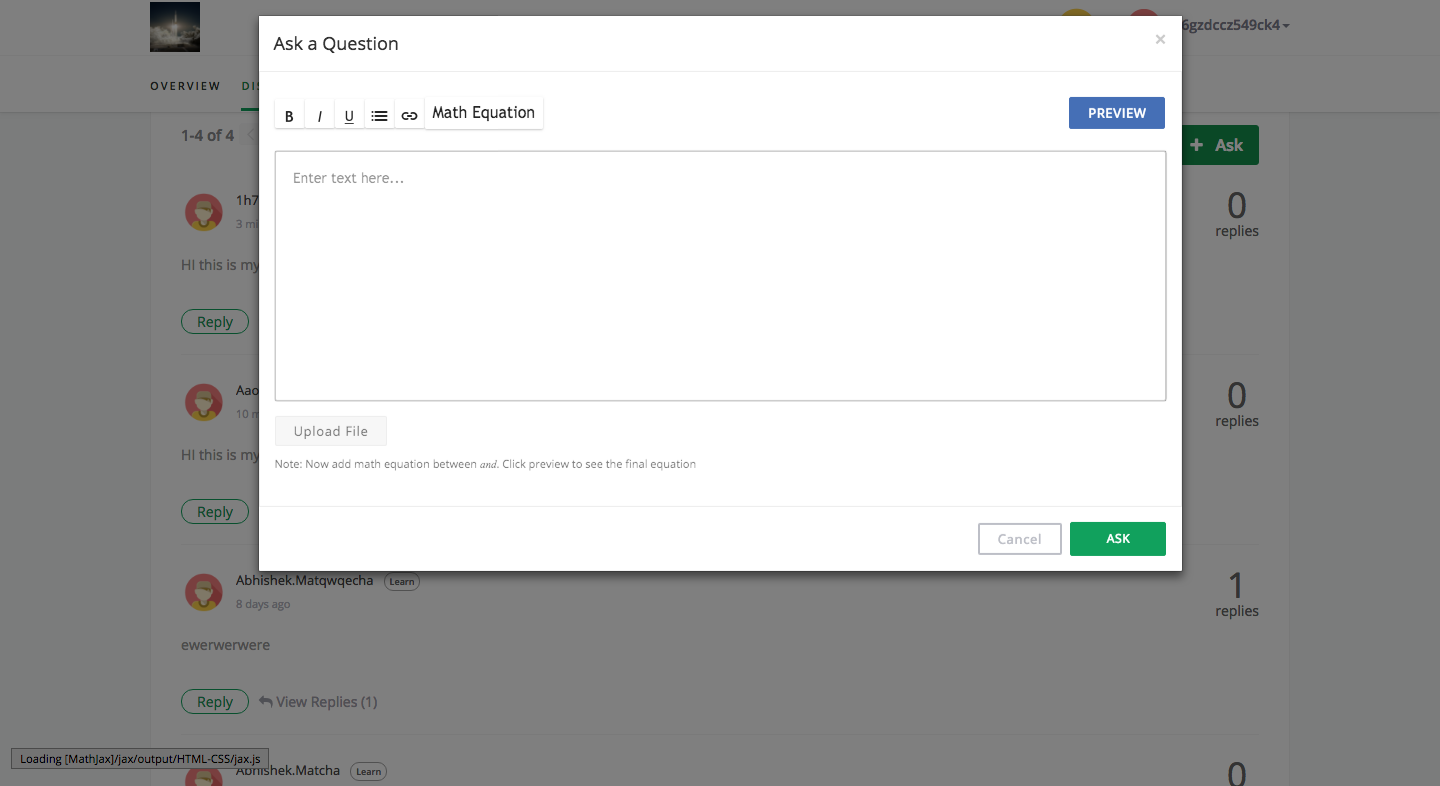 Ask a Question
×
6gzdccz549ck4
OVERVIEW
B I U Math Equation
PREVIEW
1-4 of 4
+ Ask
Enter text here...
1h7
3 mi
0
replies
HI this is my
Reply
Aao
10 m
0
replies
Upload File
HI this is my
Note: Now add math equation between and. Click preview to see the final equation
Reply
Cancel
ASK
Abhishek.Matqwqecha Learn
8 days ago
1
replies
ewerwerwere
Reply View Replies (1)
Loading [MathJax]/jax/output/HTML-CSS/jax.js
Abhishek.Matcha Learn
0